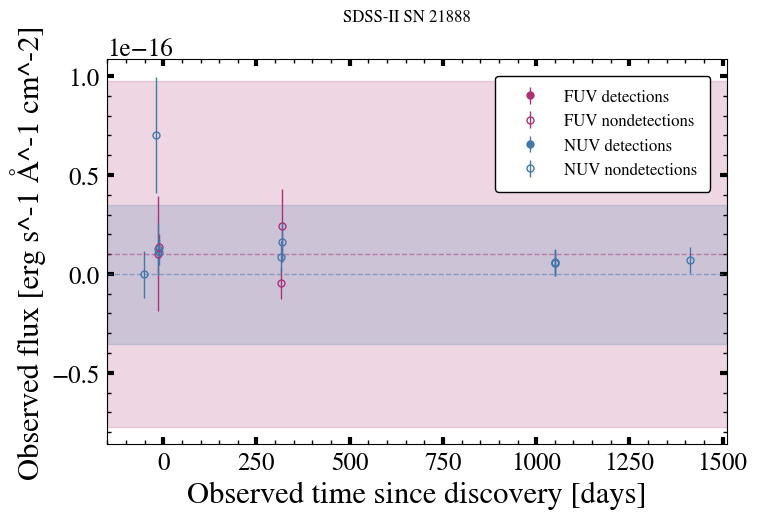 SDSS-II SN 21888
1e−16
1.0
0.5
0.0
−0.5
0
250
500
750
1000
1250
1500
Observed flux [erg s^-1 Å^-1 cm^-2]
Observed time since discovery [days]
FUV detections
FUV nondetections
NUV detections
NUV nondetections